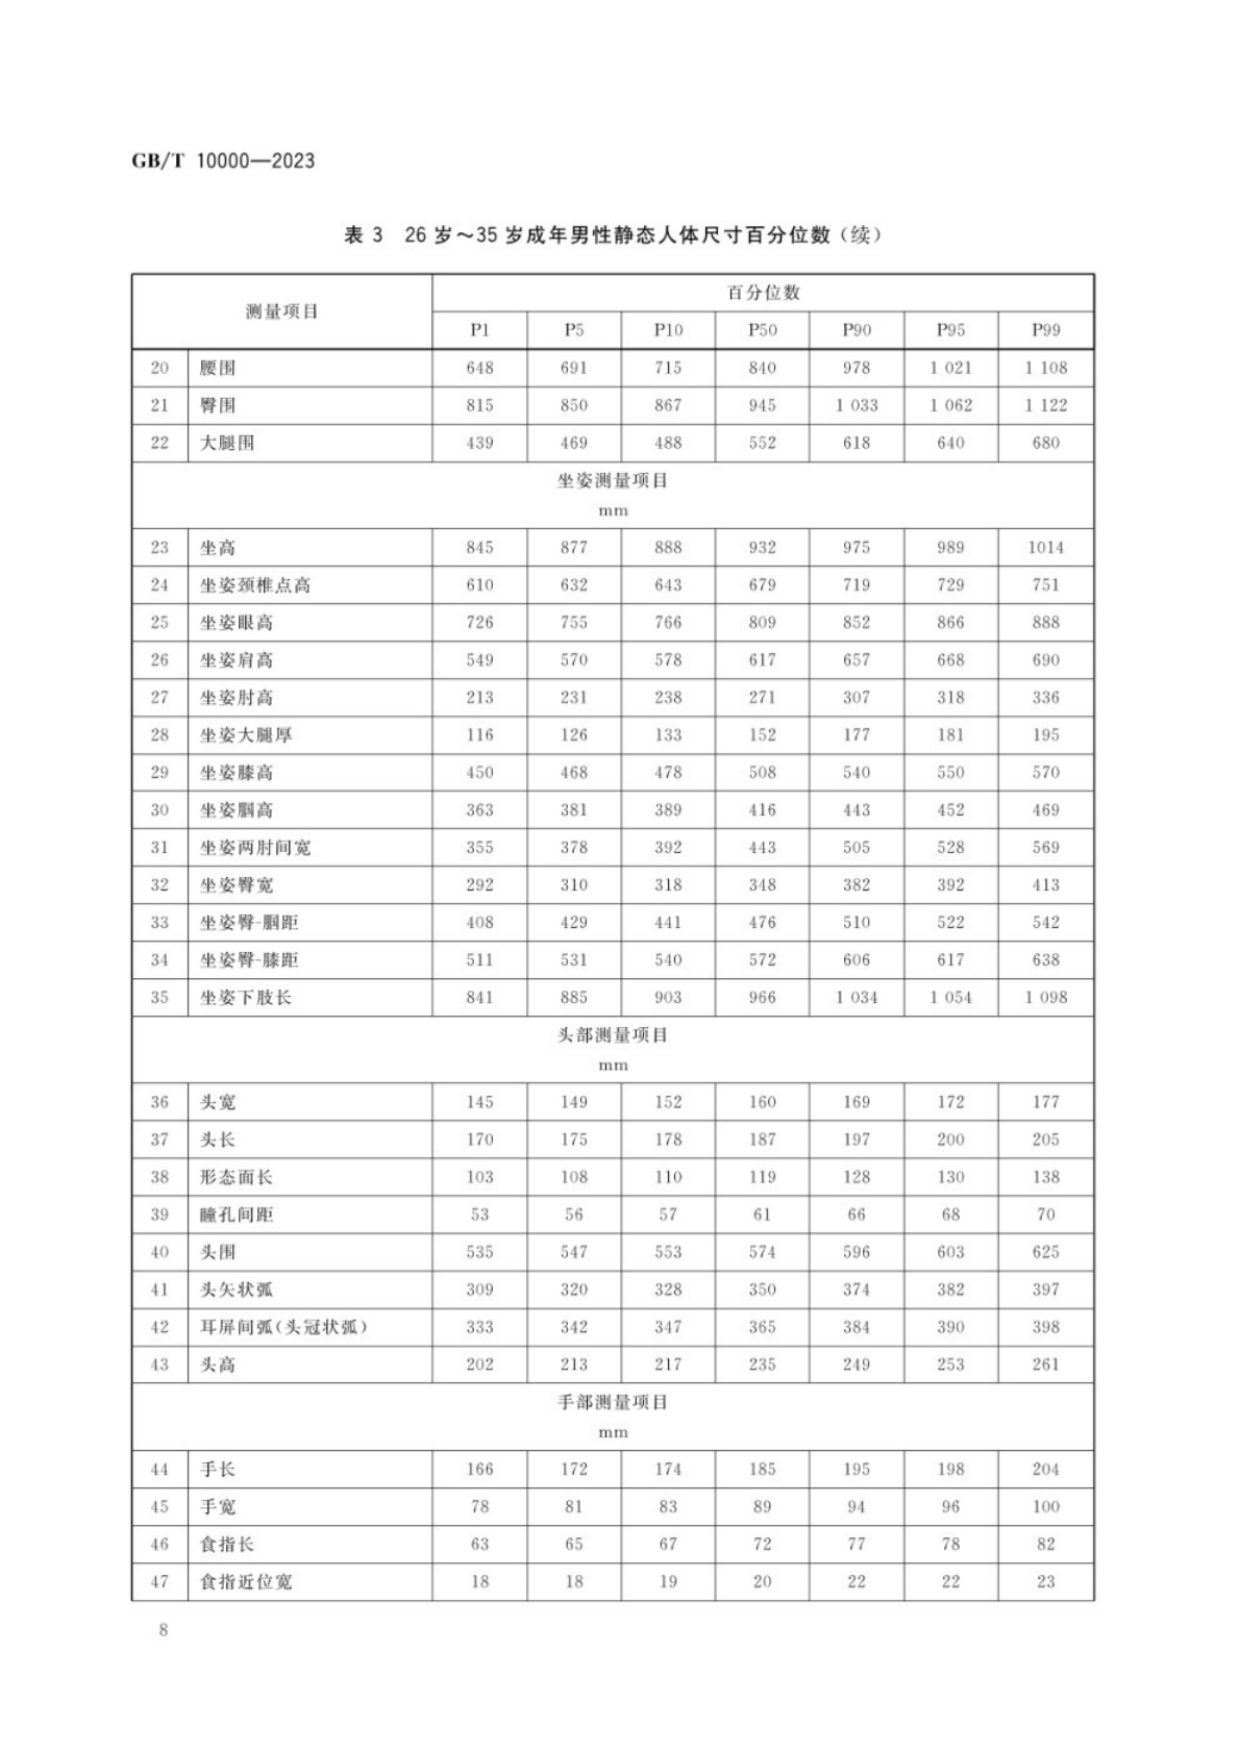 GB/T 10000—2023
表 3 26 岁～35 岁成年男性静态人体尺寸百分位数（续）
测量项目 百分位数
P1 P5 P10 P50 P90 P95 P99
20 腰围 648 691 715 840 978 1 021 1 108
21 臀围 815 850 867 945 1 033 1 062 1 122
22 大腿围 439 469 488 552 618 640 680
坐姿测量项目
mm
23 坐高 845 877 888 932 975 989 1014
24 坐姿颈椎点高 610 632 643 679 719 729 751
25 坐姿眼高 726 755 766 809 852 866 888
26 坐姿肩高 549 570 578 617 657 668 690
27 坐姿肘高 213 231 238 271 307 318 336
28 坐姿大腿厚 116 126 133 152 177 181 195
29 坐姿膝高 450 468 478 508 540 550 570
30 坐姿腘高 363 381 389 416 443 452 469
31 坐姿两肘间宽 355 378 392 443 505 528 569
32 坐姿臀宽 292 310 318 348 382 392 413
33 坐姿臀-腘距 408 429 441 476 510 522 542
34 坐姿臀-膝距 511 531 540 572 606 617 638
35 坐姿下肢长 841 885 903 966 1 034 1 054 1 098
头部测量项目
mm
36 头宽 145 149 152 160 169 172 177
37 头长 170 175 178 187 197 200 205
38 形态面长 103 108 110 119 128 130 138
39 瞳孔间距 53 56 57 61 66 68 70
40 头围 535 547 553 574 596 603 625
41 头矢状弧 309 320 328 350 374 382 397
42 耳屏间弧(头冠状弧) 333 342 347 365 384 390 398
43 头高 202 213 217 235 249 253 261
手部测量项目
mm
44 手长 166 172 174 185 195 198 204
45 手宽 78 81 83 89 94 96 100
46 食指长 63 65 67 72 77 78 82
47 食指近位宽 18 18 19 20 22 22 23
8